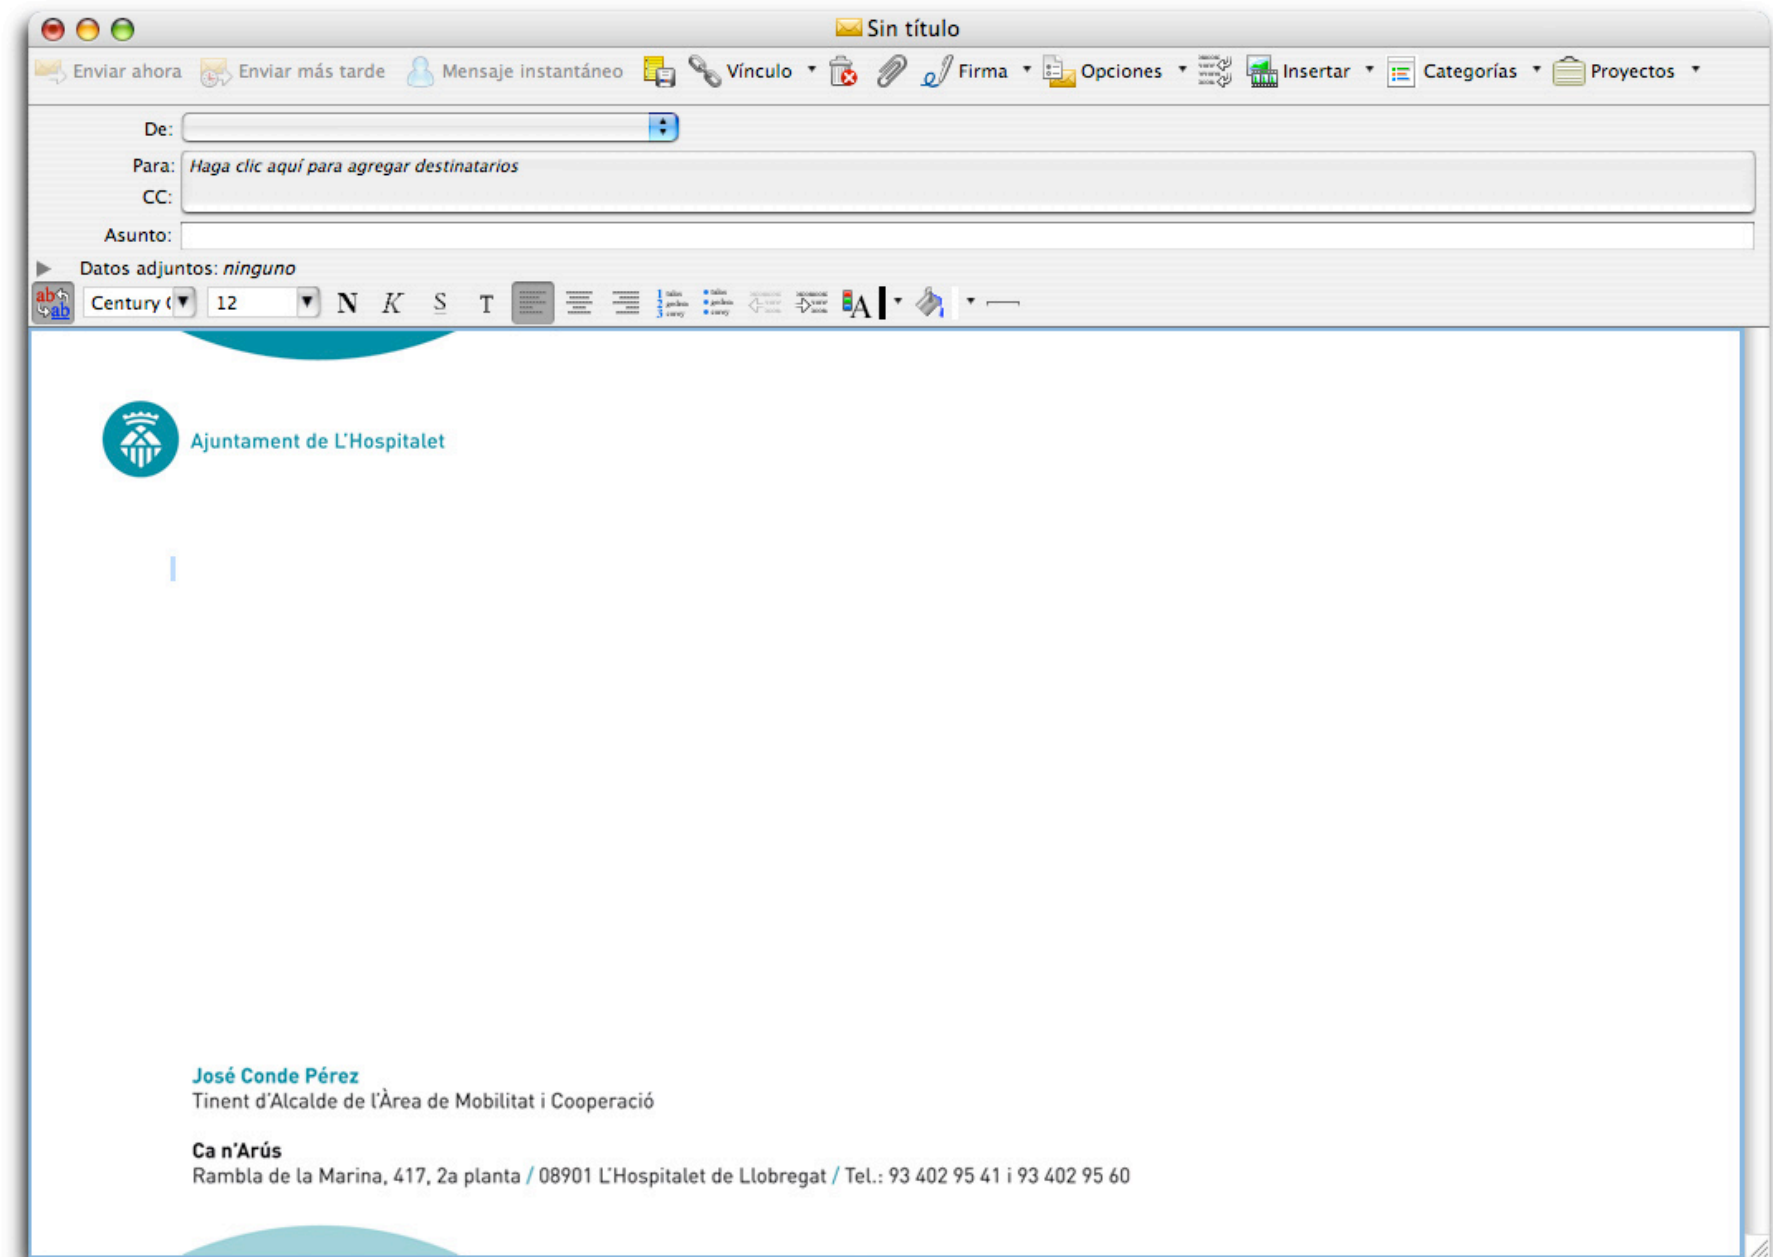 Sin título
Enviar ahora Enviar más tarde Mensaje instantáneo Vínculo Firma Opciones Insertar Categorías Proyectos
De:
Para: Haga clic aquí para agregar destinatarios
CC:
Asunto:
Datos adjuntos: ninguno
Century 12 N K S T A
Ajuntament de L'Hospitalet
José Conde Pérez
Tinent d'Alcalde de l'Àrea de Mobilitat i Cooperació
Ca n'Arús
Rambla de la Marina, 417, 2a planta / 08901 L'Hospitalet de Llobregat / Tel.: 93 402 95 41 i 93 402 95 60